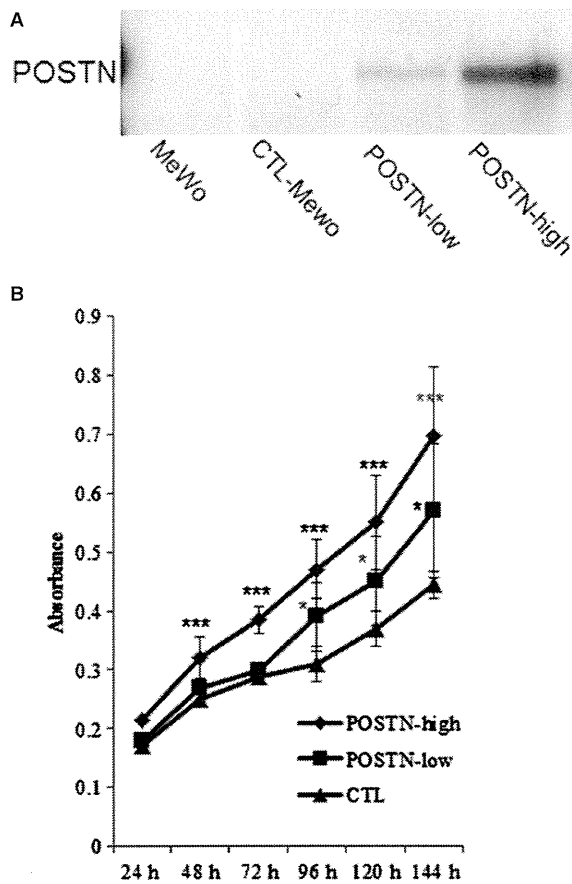 A
POSTN
MeWo
CTL-Mewo
POSTN-low
POSTN-high
B
0.9
0.8
0.7
0.6
0.5
0.4
0.3
0.2
0.1
0
Absorbance
***
***
***
***
***
*
*
*
POSTN-high
POSTN-low
CTL
24 h 48 h 72 h 96 h 120 h 144 h